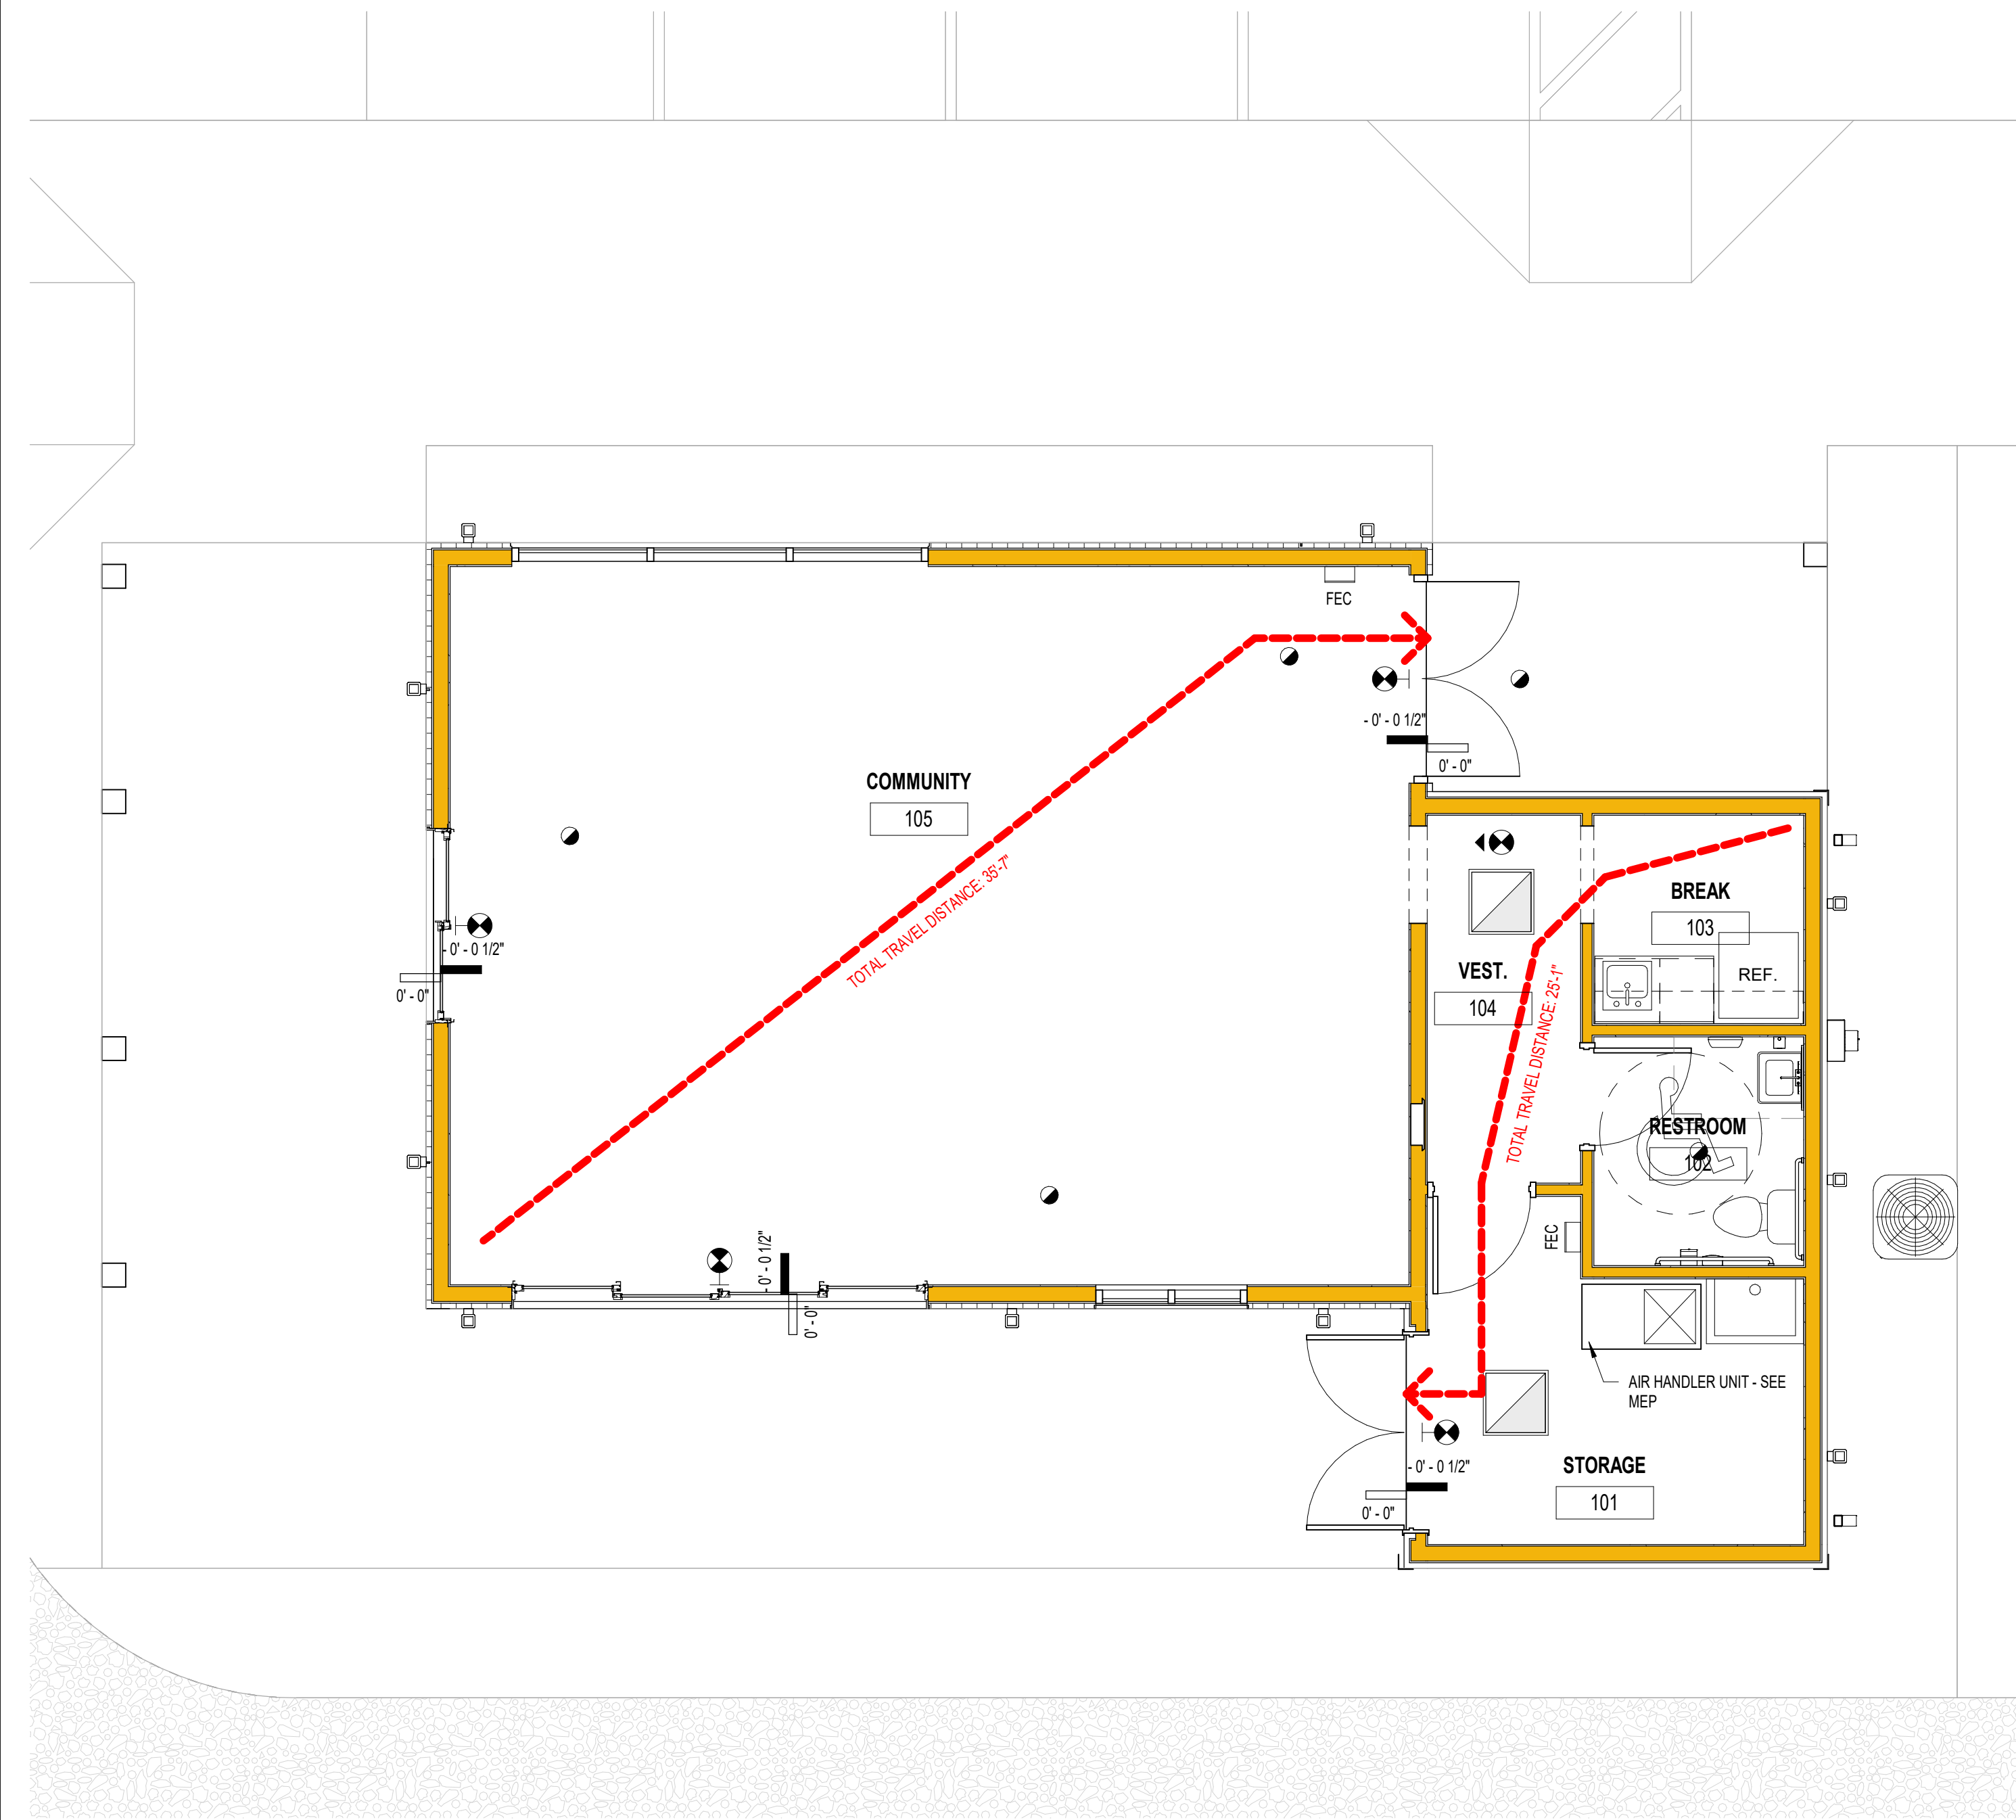 FEC
- 0' - 0 1/2"
0' - 0"
COMMUNITY
105
TOTAL TRAVEL DISTANCE: 35'-7"
BREAK
103
REF.
- 0' - 0 1/2"
0' - 0"
VEST.
104
TOTAL TRAVEL DISTANCE: 25'-1"
RESTROOM
102
FEC
- 0' - 0 1/2"
0' - 0"
AIR HANDLER UNIT - SEE
MEP
- 0' - 0 1/2"
0' - 0"
STORAGE
101